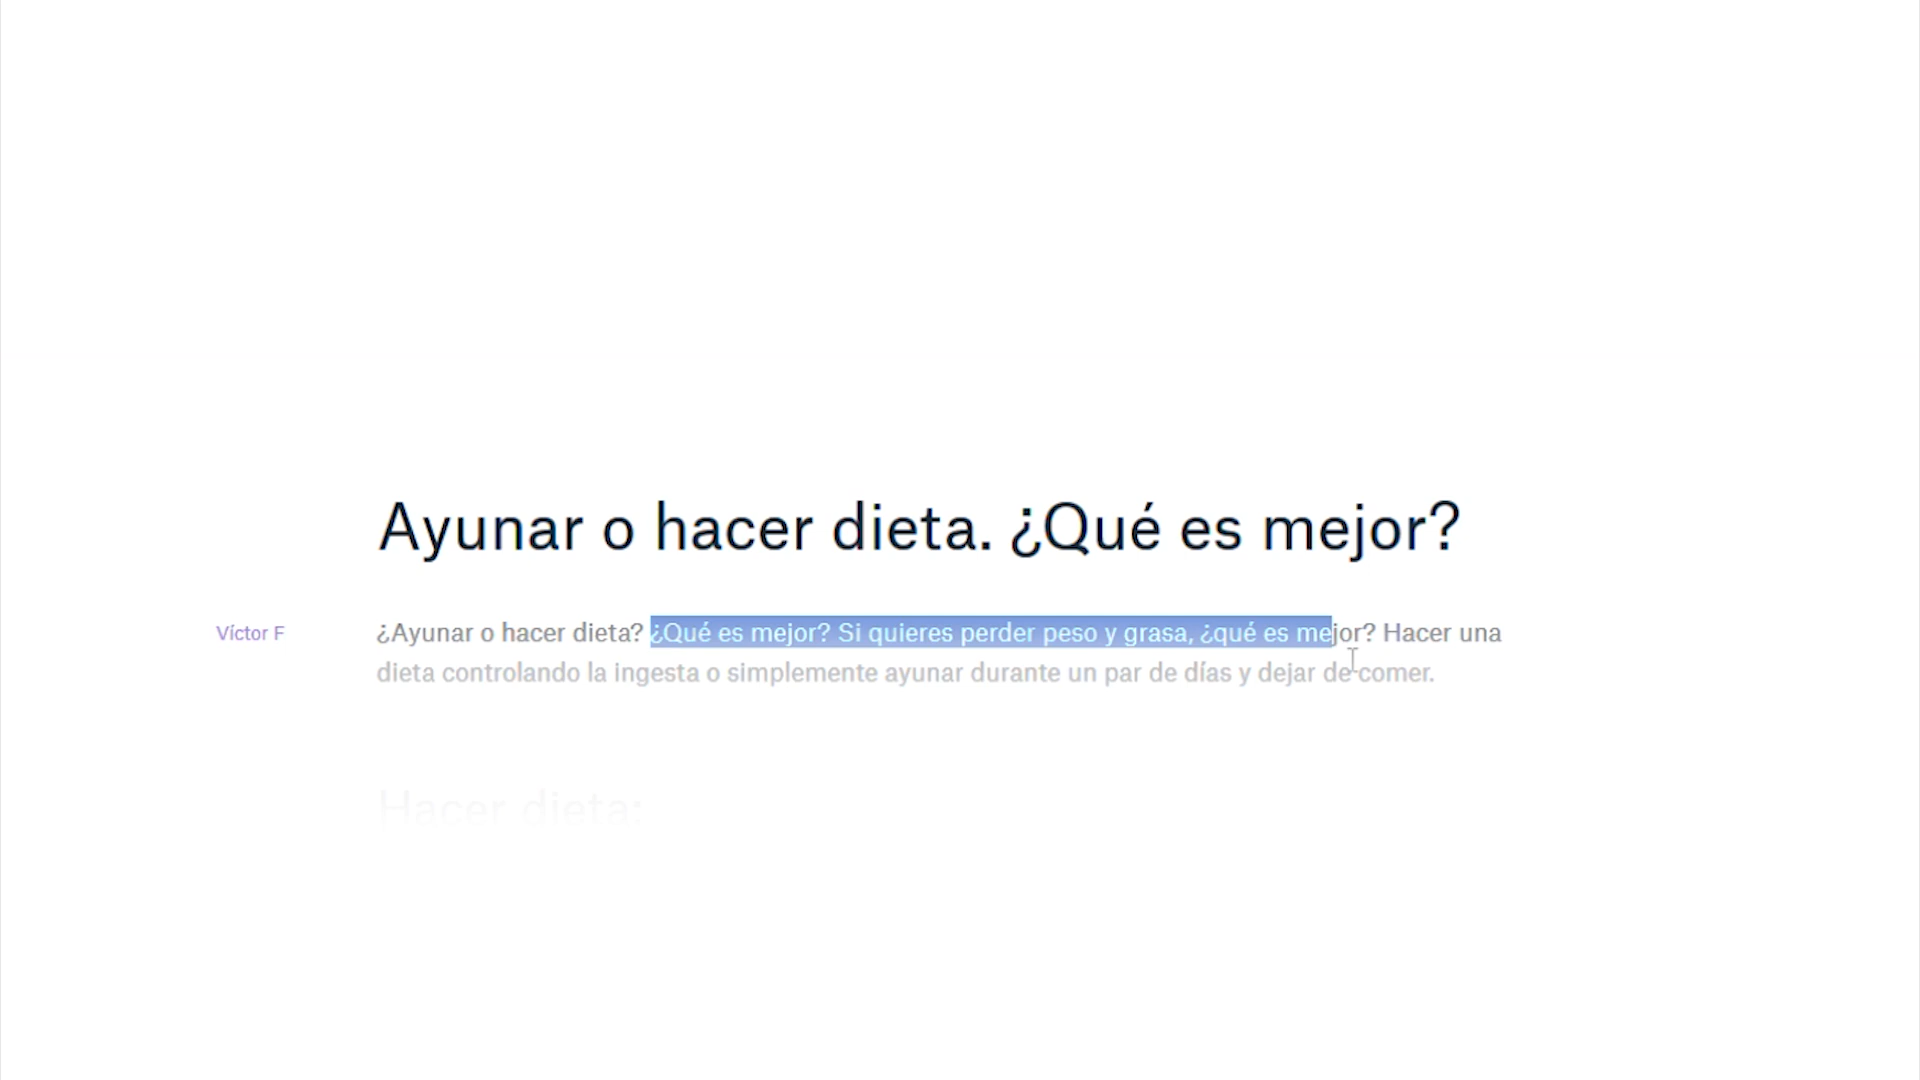 Ayunar o hacer dieta. ¿Qué es mejor?
Víctor F
¿Ayunar o hacer dieta? ¿Qué es mejor? Si quieres perder peso y grasa, ¿qué es mejor? Hacer una
dieta controlando la ingesta o simplemente ayunar durante un par de días y dejar de comer.
Hacer dieta: